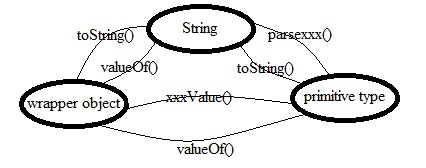 String
toString()
parsexxx()
valueOf()
toString()
wrapper object
xxxValue()
primitive type
valueOf()